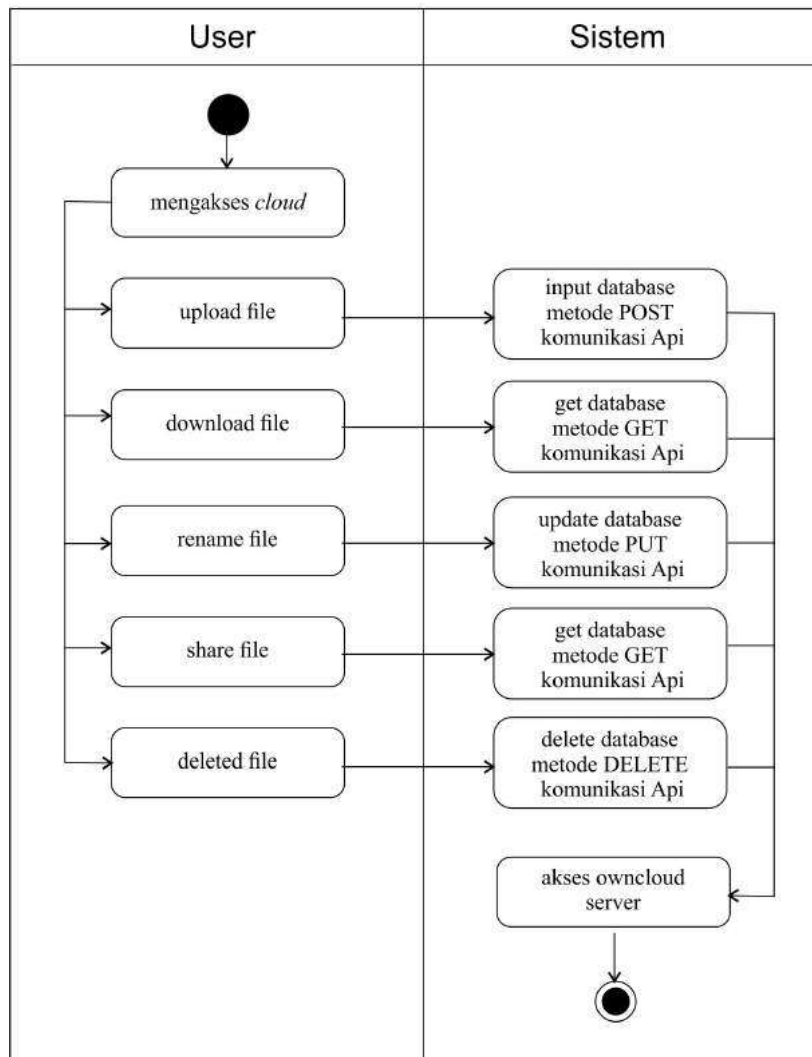 User
Sistem
mengakses cloud
upload file
input database
metode POST
komunikasi Api
download file
get database
metode GET
komunikasi Api
rename file
update database
metode PUT
komunikasi Api
share file
get database
metode GET
komunikasi Api
deleted file
delete database
metode DELETE
komunikasi Api
akses owncloud
server